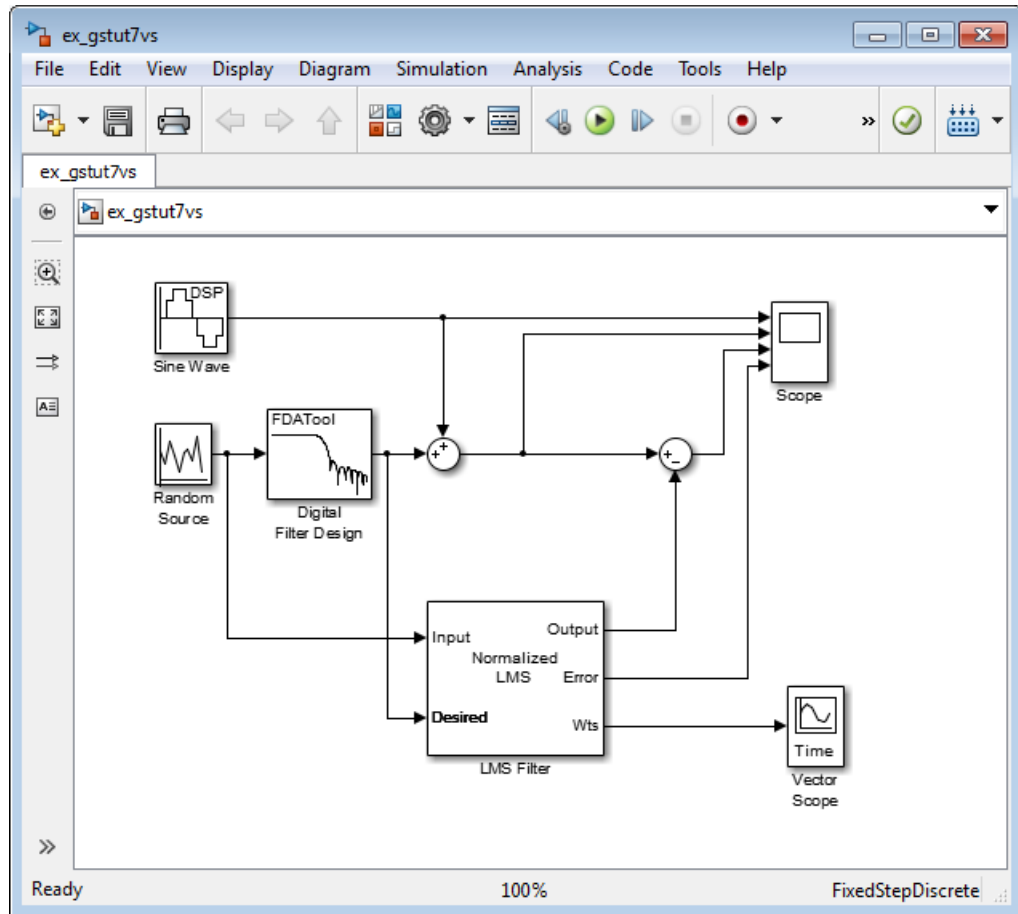 ex_gstut7vs
File Edit View Display Diagram Simulation Analysis Code Tools Help
»
ex_gstut7vs
ex_gstut7vs
DSP
Sine Wave
Scope
FDATool
Random
Source
Digital
Filter Design
Input
Output
Normalized
LMS
Error
Desired
Wts
LMS Filter
Time
Vector
Scope
»
Ready 100% FixedStepDiscrete